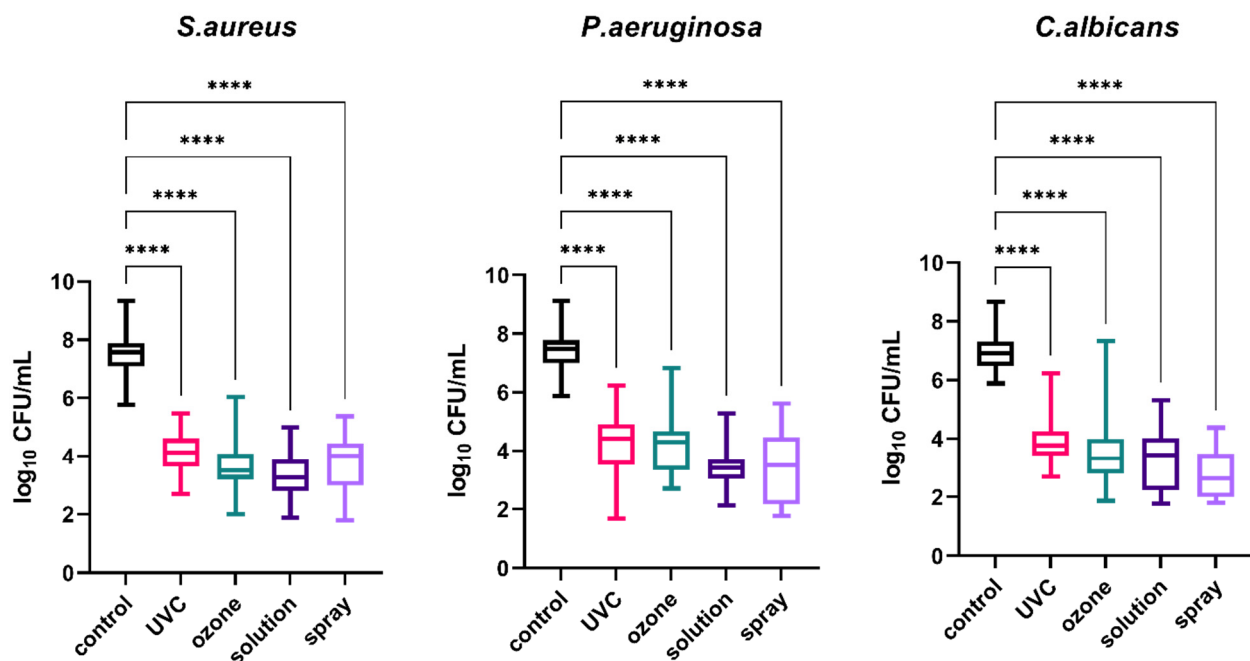 S.aureus
****
****
****
****
log10 CFU/mL
10
8
6
4
2
0
control
UVC
ozone
solution
spray
P.aeruginosa
****
****
****
****
log10 CFU/mL
10
8
6
4
2
0
control
UVC
ozone
solution
spray
C.albicans
****
****
****
****
log10 CFU/mL
10
8
6
4
2
0
control
UVC
ozone
solution
spray